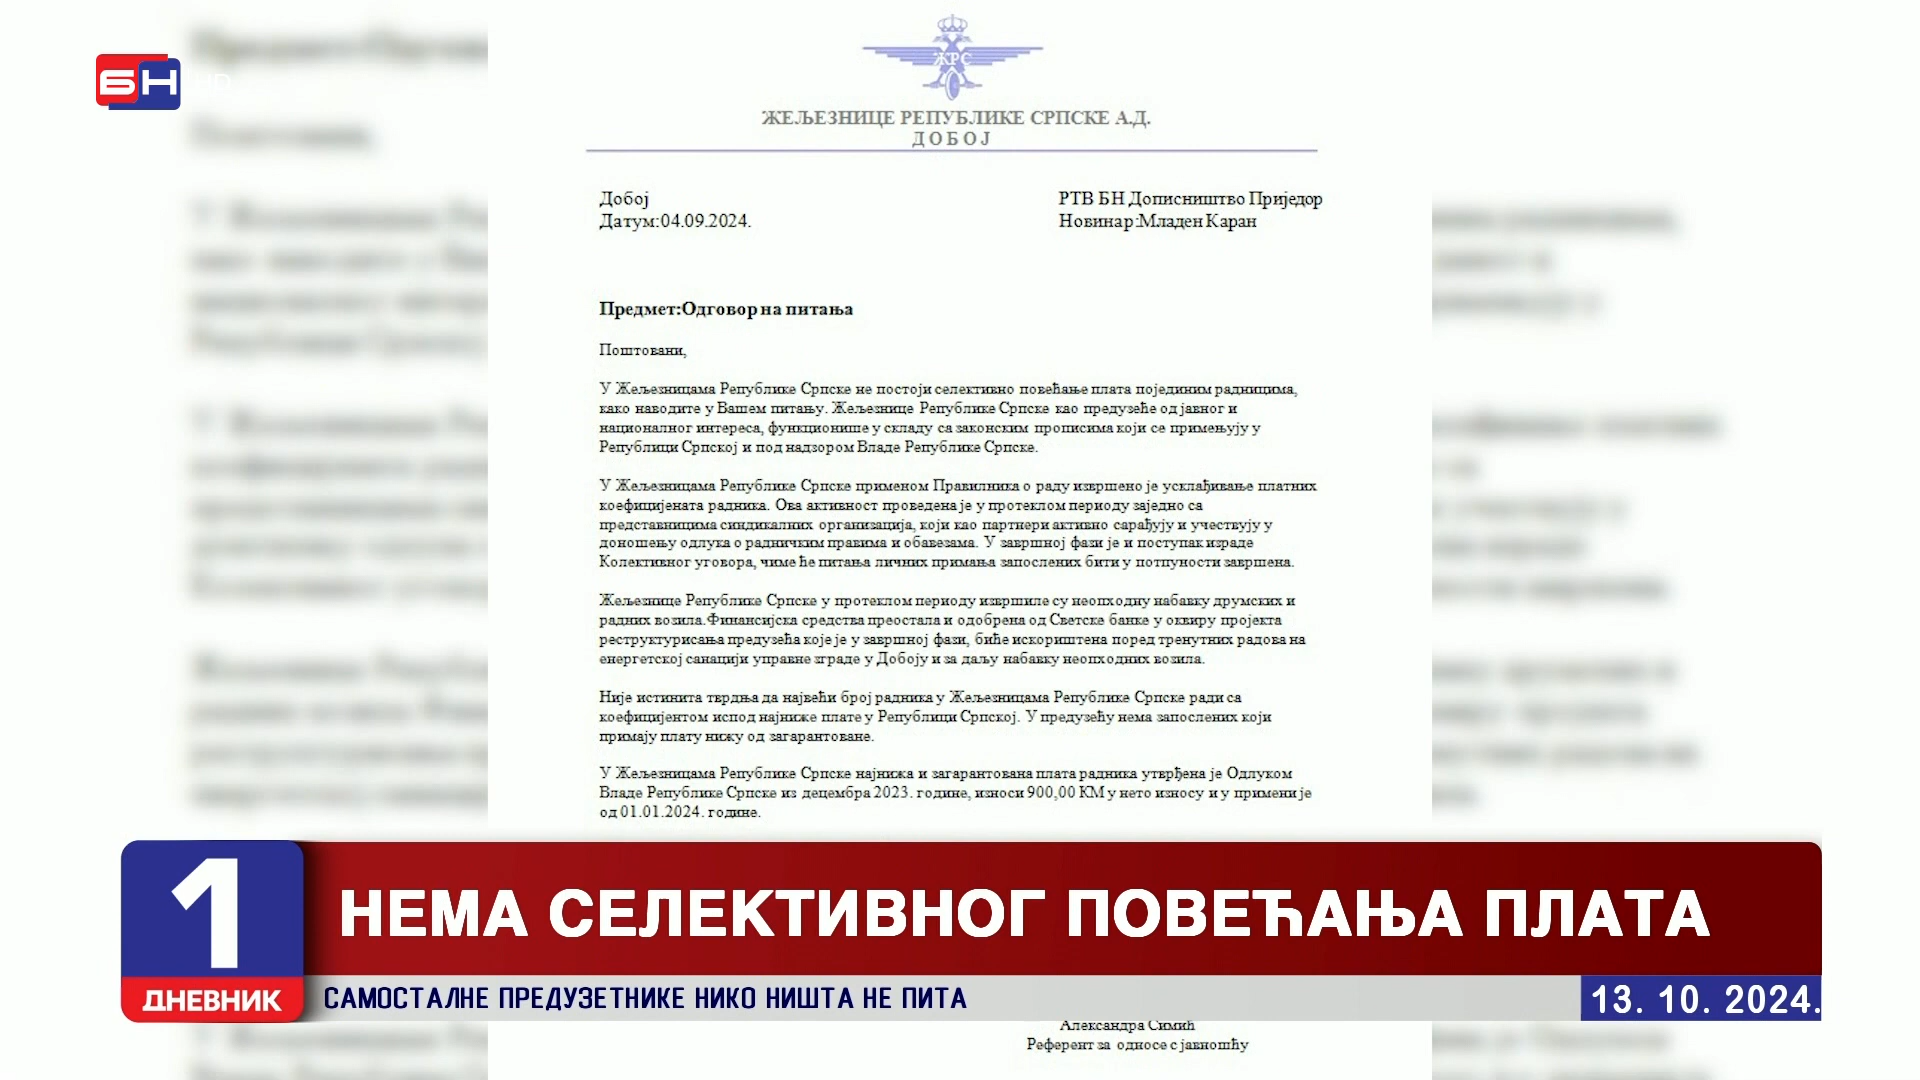 БН HD
ЖРС
ЖЕЉЕЗНИЦЕ РЕПУБЛИКЕ СРПСКЕ А.Д.
ДОБОЈ
Добој
Датум:04.09.2024.
РТВ БН Дописништво Приједор
Новинар:Младен Каран
Предмет:Одговор на питања
Поштовани,
У Жељезницама Републике Српске не постоји селективно повећање плата појединим радницима,
како наводите у Вашем питању. Жељезнице Републике Српске као предузеће од јавног и
националног интереса, функционише у складу са законским прописима који се примењују у
Републици Српској и под надзором Владе Републике Српске.
У Жељезницама Републике Српске применом Правилника о раду извршено је усклађивање платних
коефицијената радника. Ова активност проведена је у протеклом периоду заједно са
представницима синдикалних организација, који као партнери активно сарађују и учествују у
доношењу одлука о радничким правима и обавезама. У завршној фази је и поступак израде
Колективног уговора, чиме ће питања личних примања запослених бити у потпуности завршена.
Жељезнице Републике Српске у протеклом периоду извршиле су неопходну набавку друмских и
радних возила.Финансијска средства преостала и одобрена од Светске банке у оквиру пројекта
реструктурисања предузећа које је у завршној фази, биће искориштена поред тренутних радова на
енергетској санацији управне зграде у Добоју и за даљу набавку неопходних возила.
Није истинита тврдња да највећи број радника у Жељезницама Републике Српске ради са
коефицијентом испод најниже плате у Републици Српској. У предузећу нема запослених који
примају плату нижу од загарантоване.
У Жељезницама Републике Српске најнижа и загарантована плата радника утврђена је Одлуком
Владе Републике Српске из децембра 2023. године, износи 900,00 КМ у нето износу и у примени је
од 01.01.2024. године.
1
ДНЕВНИК
НЕМА СЕЛЕКТИВНОГ ПОВЕЋАЊА ПЛАТА
САМОСТАЛНЕ ПРЕДУЗЕТНИКЕ НИКО НИШТА НЕ ПИТА
13. 10. 2024.
Александра Симић
Референт за односе с јавношћу